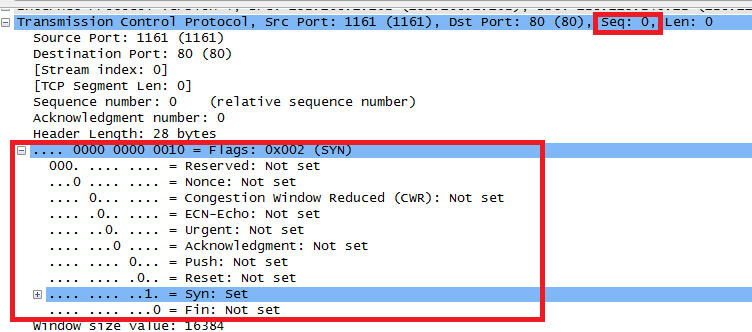 Transmission Control Protocol, Src Port: 1161 (1161), Dst Port: 80 (80), Seq: 0, Len: 0
Source Port: 1161 (1161)
Destination Port: 80 (80)
[Stream index: 0]
[TCP Segment Len: 0]
Sequence number: 0    (relative sequence number)
Acknowledgment number: 0
Header Length: 28 bytes
.... 0000 0000 0010 = Flags: 0x002 (SYN)
000. .... .... = Reserved: Not set
...0 .... .... = Nonce: Not set
.... 0... .... = Congestion Window Reduced (CWR): Not set
.... .0.. .... = ECN-Echo: Not set
.... ..0. .... = Urgent: Not set
.... ...0 .... = Acknowledgment: Not set
.... .... 0... = Push: Not set
.... .... .0.. = Reset: Not set
.... .... ..1. = Syn: Set
.... .... ...0 = Fin: Not set
Window size value: 16384